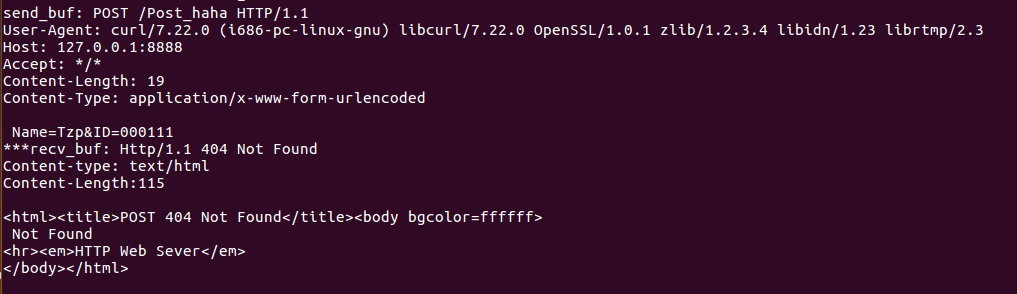 send_buf: POST /Post_haha HTTP/1.1
User-Agent: curl/7.22.0 (i686-pc-linux-gnu) libcurl/7.22.0 OpenSSL/1.0.1 zlib/1.2.3.4 libidn/1.23 librtmp/2.3
Host: 127.0.0.1:8888
Accept: */*
Content-Length: 19
Content-Type: application/x-www-form-urlencoded

 Name=Tzp&ID=000111
***recv_buf: Http/1.1 404 Not Found
Content-type: text/html
Content-Length:115

<html><title>POST 404 Not Found</title><body bgcolor=ffffff>
 Not Found
<hr><em>HTTP Web Sever</em>
</body></html>